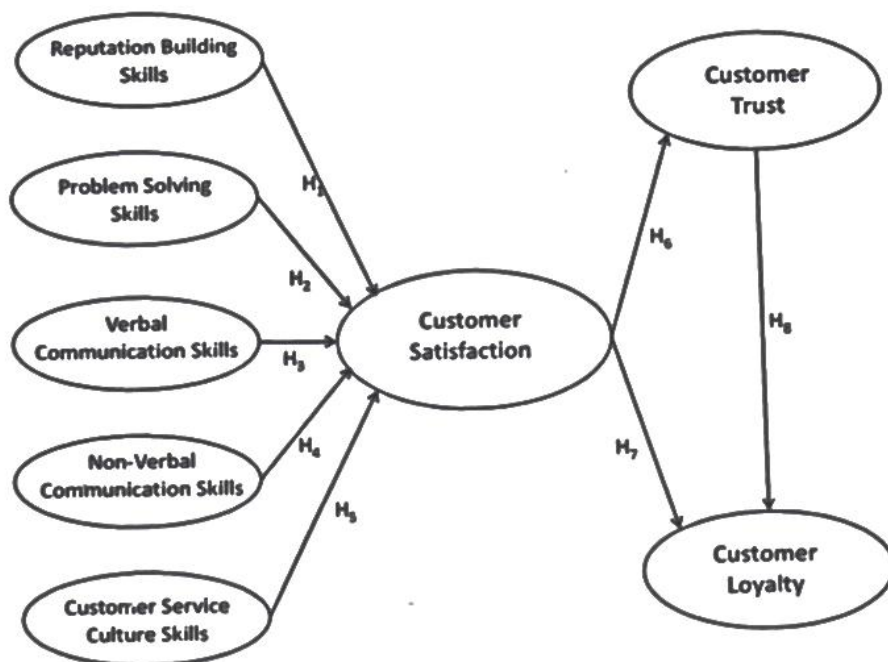 Reputation Building
Skills
H₁
Problem Solving
Skills
H₂
Verbal
Communication Skills
H₃
Non-Verbal
Communication Skills
H₄
Customer Service
Culture Skills
H₅
Customer
Satisfaction
H₆
H₇
Customer
Trust
H₈
Customer
Loyalty